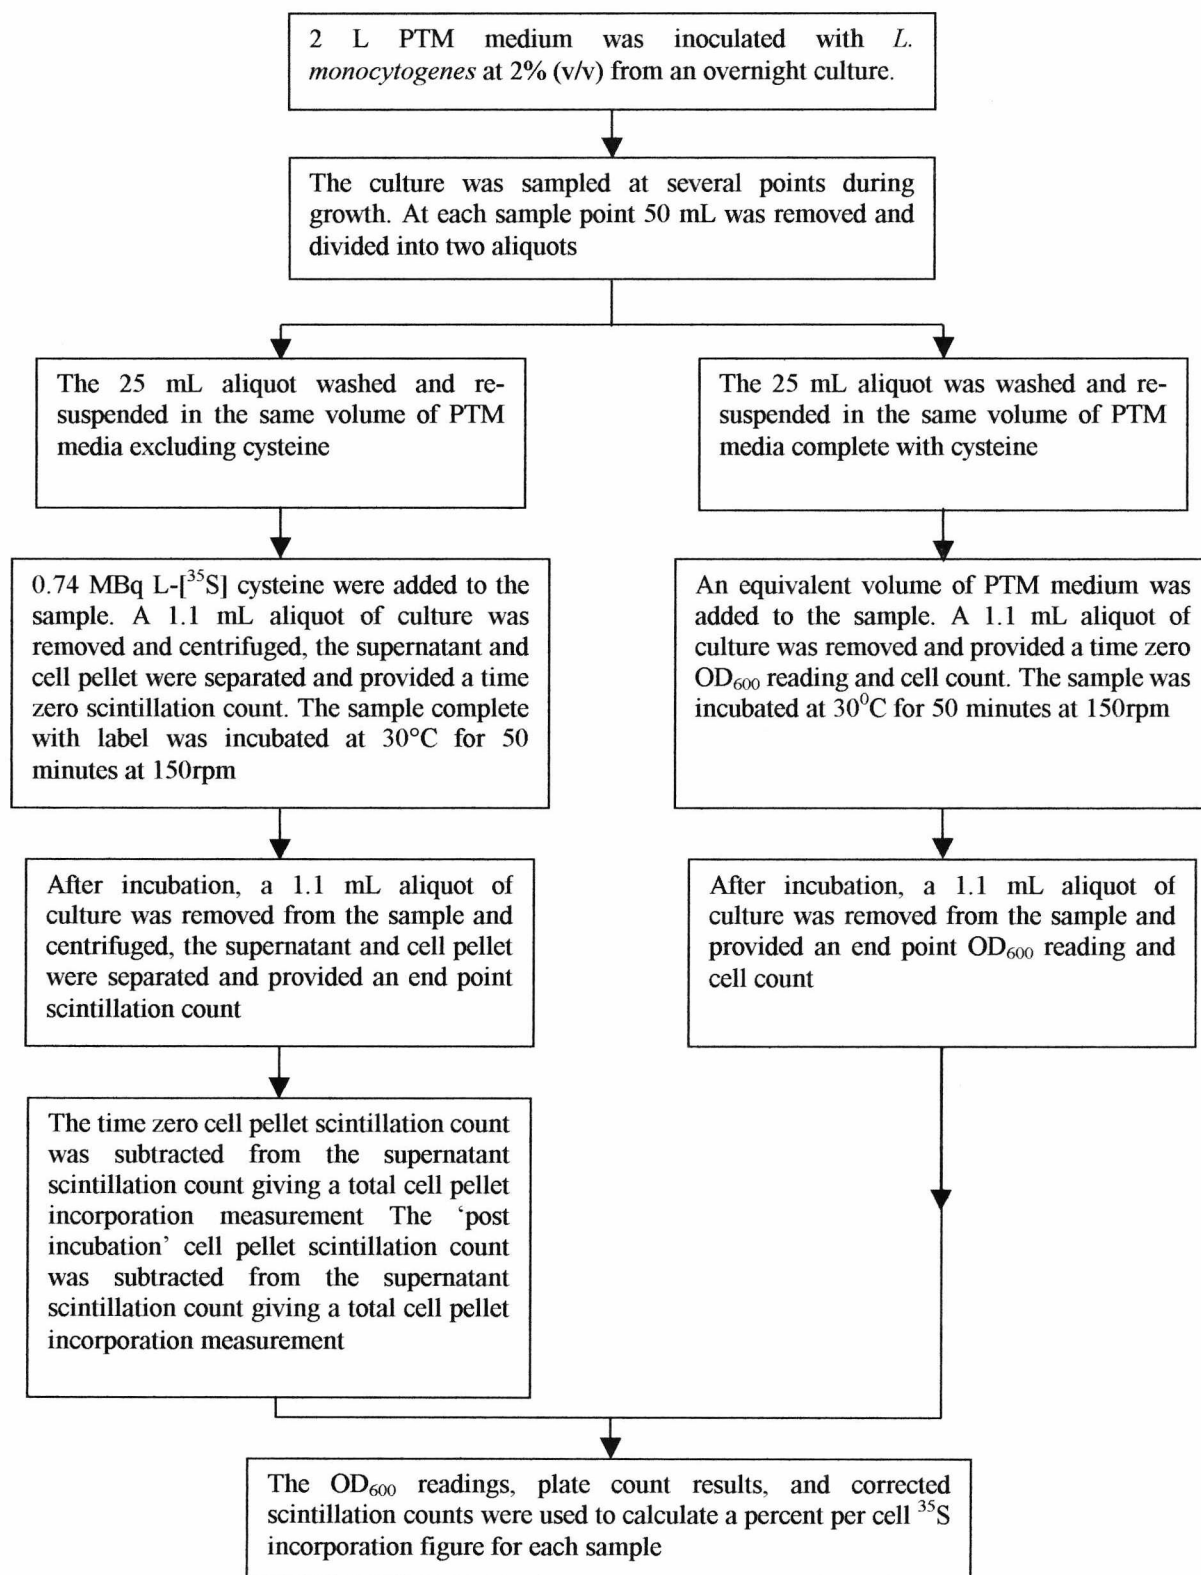 2 L PTM medium was inoculated with L.
monocytogenes at 2% (v/v) from an overnight culture.
The culture was sampled at several points during
growth. At each sample point 50 mL was removed and
divided into two aliquots
The 25 mL aliquot washed and re-
suspended in the same volume of PTM
media excluding cysteine
The 25 mL aliquot was washed and re-
suspended in the same volume of PTM
media complete with cysteine
0.74 MBq L-[³⁵S] cysteine were added to the
sample. A 1.1 mL aliquot of culture was
removed and centrifuged, the supernatant and
cell pellet were separated and provided a time
zero scintillation count. The sample complete
with label was incubated at 30°C for 50
minutes at 150rpm
An equivalent volume of PTM medium was
added to the sample. A 1.1 mL aliquot of
culture was removed and provided a time zero
OD₆₀₀ reading and cell count. The sample was
incubated at 30⁰C for 50 minutes at 150rpm
After incubation, a 1.1 mL aliquot of
culture was removed from the sample and
centrifuged, the supernatant and cell pellet
were separated and provided an end point
scintillation count
After incubation, a 1.1 mL aliquot of
culture was removed from the sample and
provided an end point OD₆₀₀ reading and
cell count
The time zero cell pellet scintillation count
was subtracted from the supernatant
scintillation count giving a total cell pellet
incorporation measurement The ‘post
incubation’ cell pellet scintillation count
was subtracted from the supernatant
scintillation count giving a total cell pellet
incorporation measurement
The OD₆₀₀ readings, plate count results, and corrected
scintillation counts were used to calculate a percent per cell ³⁵S
incorporation figure for each sample